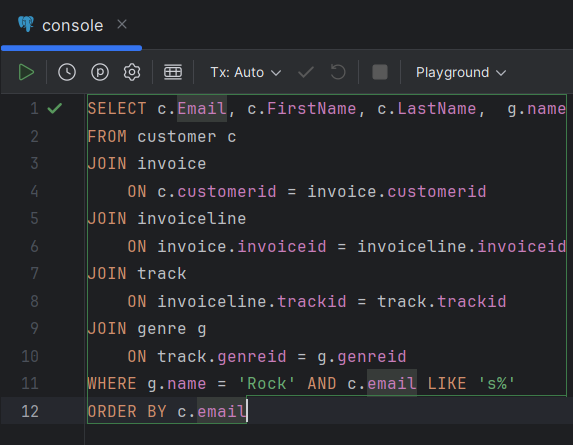 console
Tx: Auto
Playground
1 SELECT c.Email, c.FirstName, c.LastName,  g.name
2 FROM customer c
3 JOIN invoice
4     ON c.customerid = invoice.customerid
5 JOIN invoiceline
6     ON invoice.invoiceid = invoiceline.invoiceid
7 JOIN track
8     ON invoiceline.trackid = track.trackid
9 JOIN genre g
10     ON track.genreid = g.genreid
11 WHERE g.name = 'Rock' AND c.email LIKE 's%'
12 ORDER BY c.email